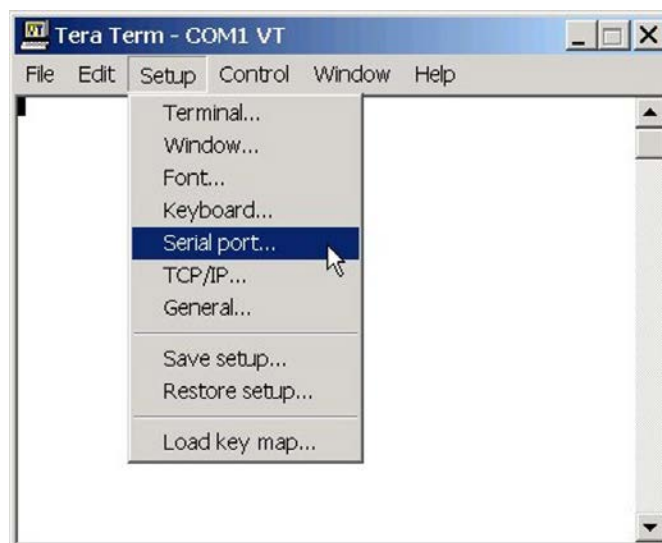 Tera Term - COM1 VT
File Edit Setup Control Window Help
Terminal...
Window...
Font...
Keyboard...
Serial port...
TCP/IP...
General...
Save setup...
Restore setup...
Load key map...